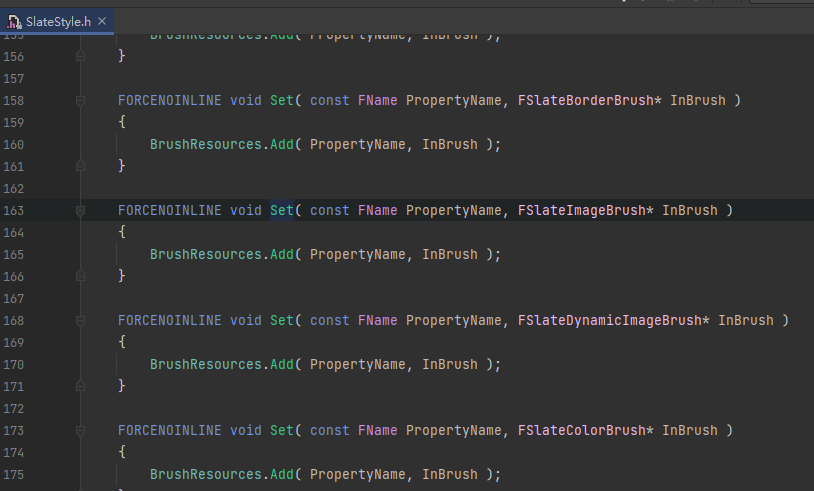 SlateStyle.h
155 BrushResources.Add( PropertyName, InBrush );
156 }
157
158 FORCENOINLINE void Set( const FName PropertyName, FSlateBorderBrush* InBrush )
159 {
160 BrushResources.Add( PropertyName, InBrush );
161 }
162
163 FORCENOINLINE void Set( const FName PropertyName, FSlateImageBrush* InBrush )
164 {
165 BrushResources.Add( PropertyName, InBrush );
166 }
167
168 FORCENOINLINE void Set( const FName PropertyName, FSlateDynamicImageBrush* InBrush )
169 {
170 BrushResources.Add( PropertyName, InBrush );
171 }
172
173 FORCENOINLINE void Set( const FName PropertyName, FSlateColorBrush* InBrush )
174 {
175 BrushResources.Add( PropertyName, InBrush );